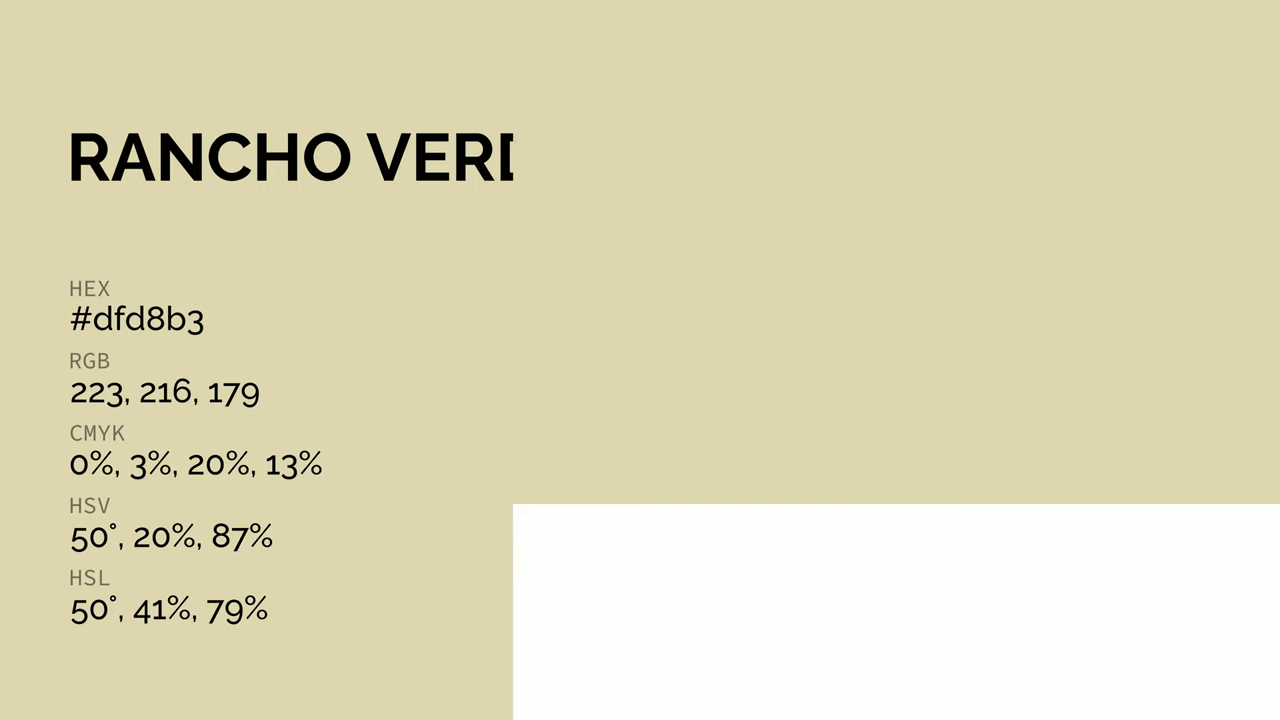 RANCHO VER
HEX
#dfd8b3
RGB
223, 216, 179
CMYK
0%, 3%, 20%, 13%
HSV
50°, 20%, 87%
HSL
50°, 41%, 79%